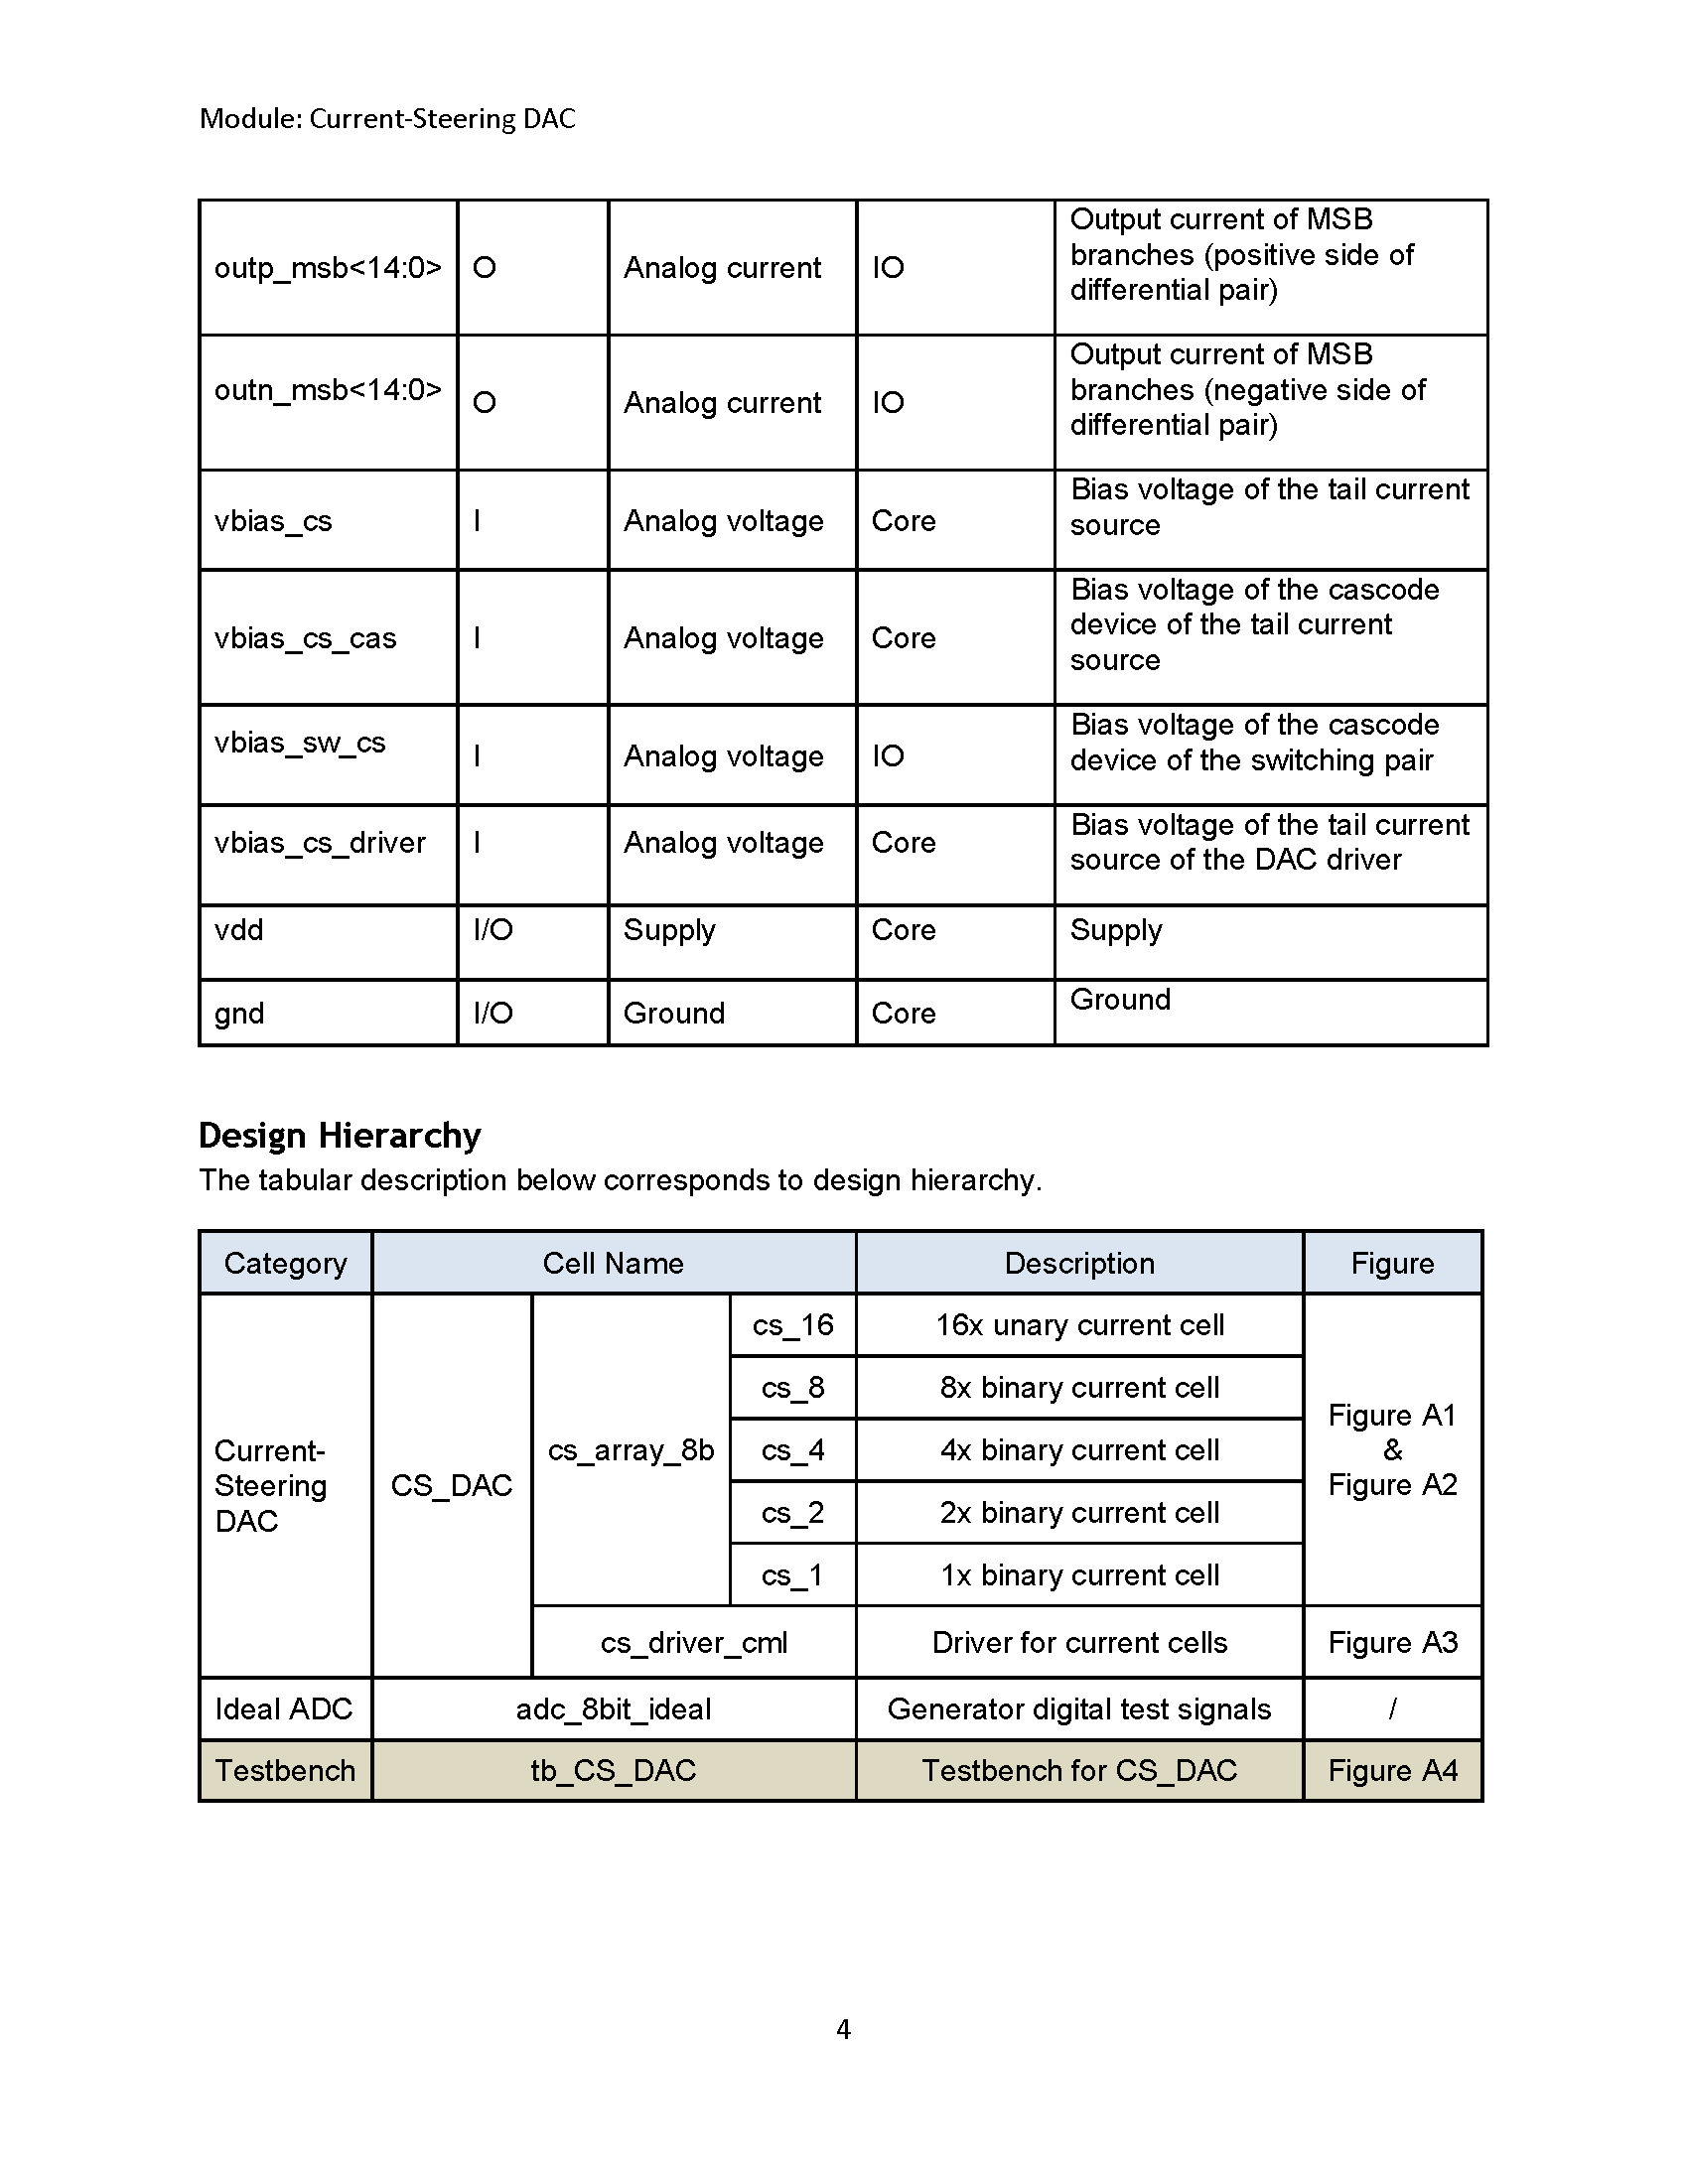 Module: Current-Steering DAC
outp_msb<14:0> O Analog current IO Output current of MSB
branches (positive side of
differential pair)
outn_msb<14:0> O Analog current IO Output current of MSB
branches (negative side of
differential pair)
vbias_cs I Analog voltage Core Bias voltage of the tail current
source
vbias_cs_cas I Analog voltage Core Bias voltage of the cascode
device of the tail current
source
vbias_sw_cs I Analog voltage IO Bias voltage of the cascode
device of the switching pair
vbias_cs_driver I Analog voltage Core Bias voltage of the tail current
source of the DAC driver
vdd I/O Supply Core Supply
gnd I/O Ground Core Ground
Design Hierarchy
The tabular description below corresponds to design hierarchy.
Category Cell Name Description Figure
Current-
Steering
DAC
CS_DAC
cs_array_8b
cs_16 16x unary current cell
cs_8 8x binary current cell
cs_4 4x binary current cell
cs_2 2x binary current cell
cs_1 1x binary current cell
Figure A1
&
Figure A2
cs_driver_cml Driver for current cells Figure A3
Ideal ADC adc_8bit_ideal Generator digital test signals /
Testbench tb_CS_DAC Testbench for CS_DAC Figure A4
4